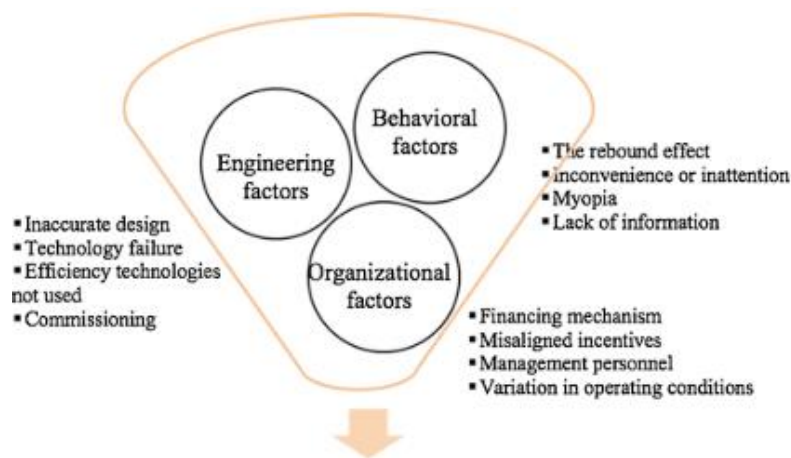 Engineering
factors
Behavioral
factors
Organizational
factors
▪Inaccurate design
▪Technology failure
▪Efficiency technologies
not used
▪Commissioning
▪The rebound effect
▪Inconvenience or inattention
▪Myopia
▪Lack of information
▪Financing mechanism
▪Misaligned incentives
▪Management personnel
▪Variation in operating conditions